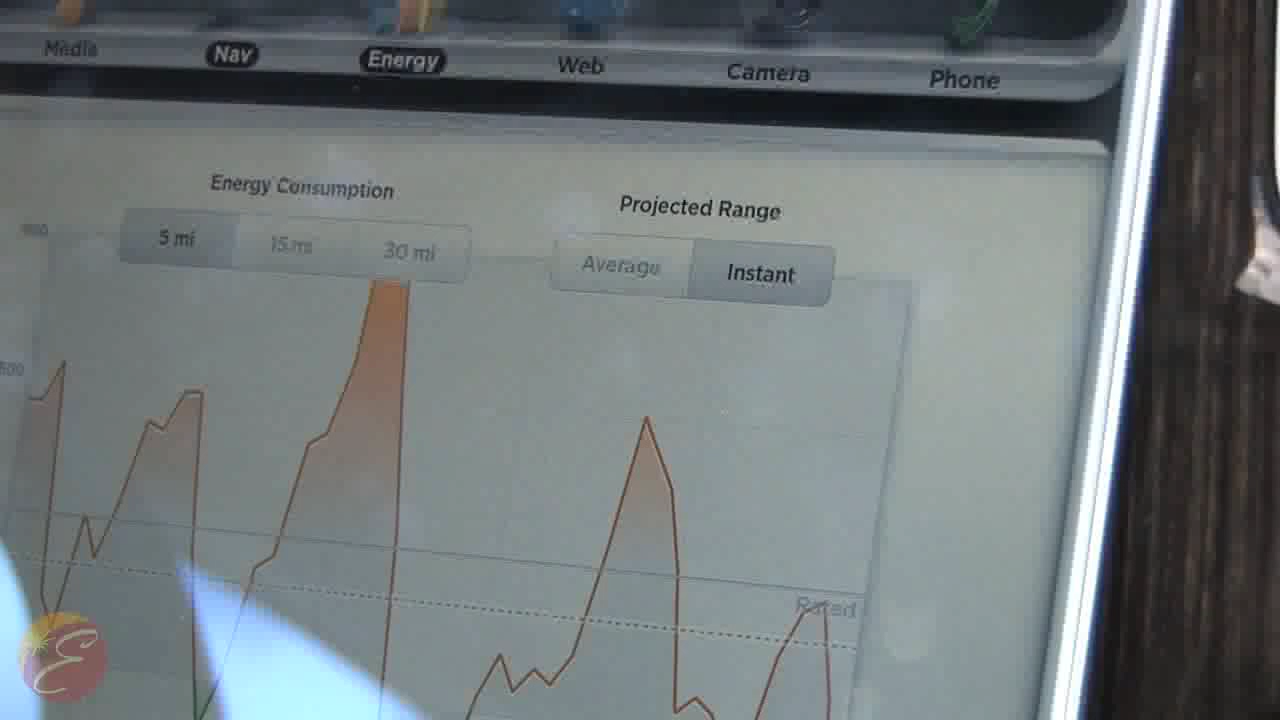 Media Nav Energy Web Camera Phone
Energy Consumption
Projected Range
5 mi 15 mi 30 mi
Average Instant
Rated
E